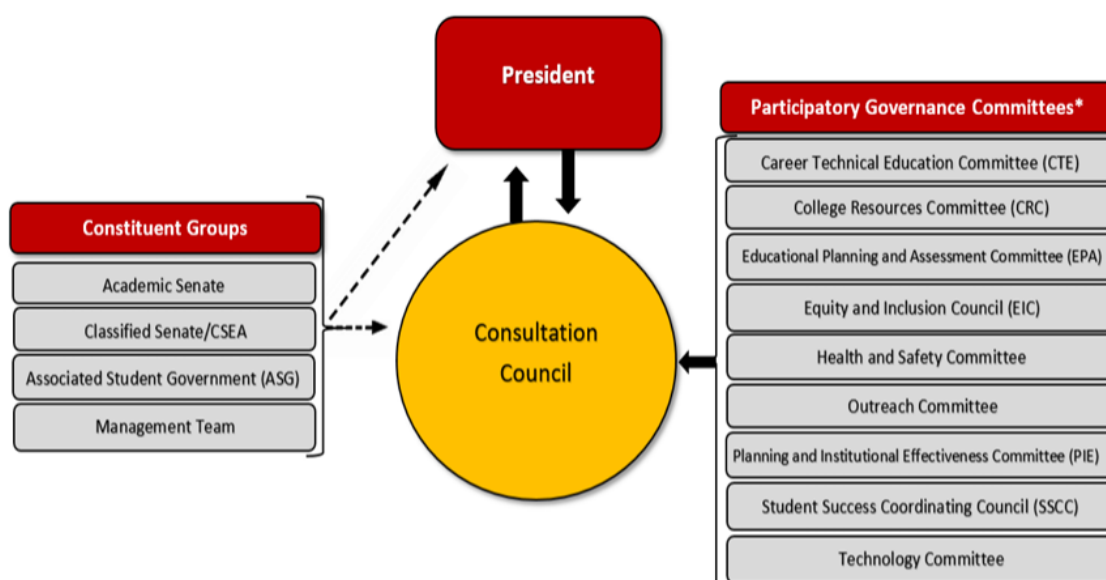 President
Constituent Groups
Academic Senate
Classified Senate/CSEA
Associated Student Government (ASG)
Management Team
Consultation
Council
Participatory Governance Committees*
Career Technical Education Committee (CTE)
College Resources Committee (CRC)
Educational Planning and Assessment Committee (EPA)
Equity and Inclusion Council (EIC)
Health and Safety Committee
Outreach Committee
Planning and Institutional Effectiveness Committee (PIE)
Student Success Coordinating Council (SSCC)
Technology Committee